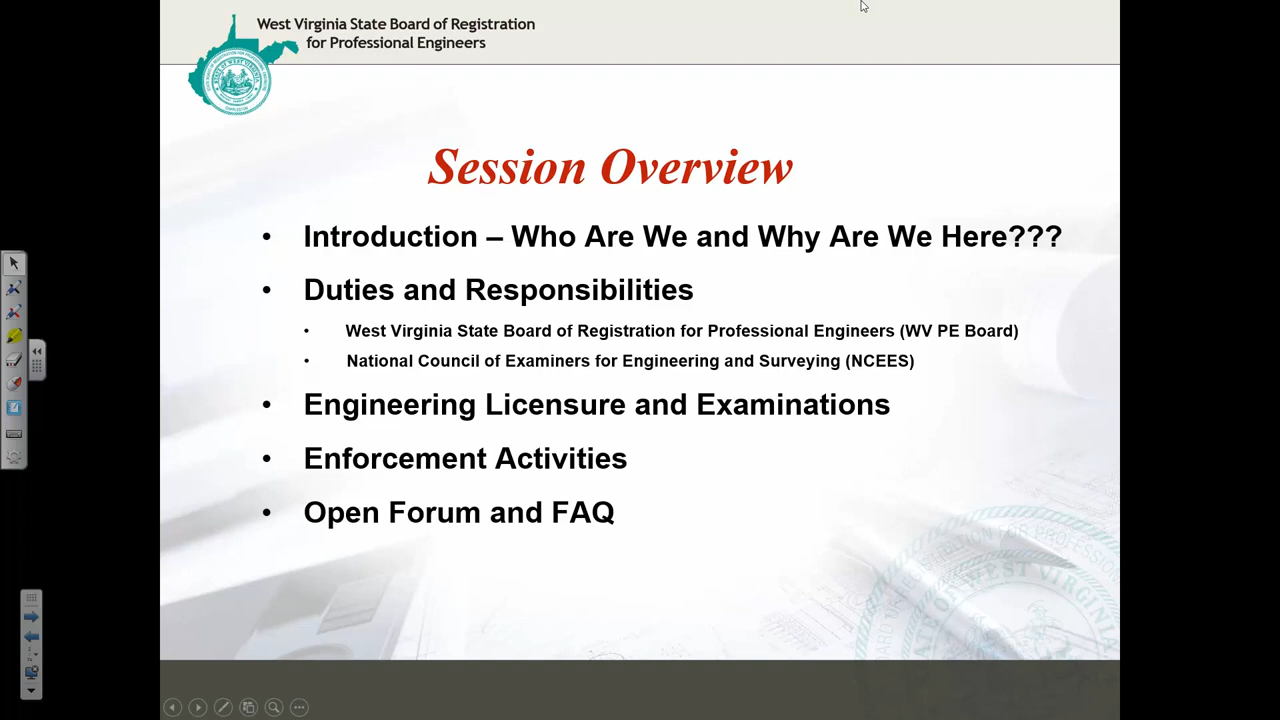 West Virginia State Board of Registration
for Professional Engineers
Session Overview
• Introduction – Who Are We and Why Are We Here???
• Duties and Responsibilities
• West Virginia State Board of Registration for Professional Engineers (WV PE Board)
• National Council of Examiners for Engineering and Surveying (NCEES)
• Engineering Licensure and Examinations
• Enforcement Activities
• Open Forum and FAQ